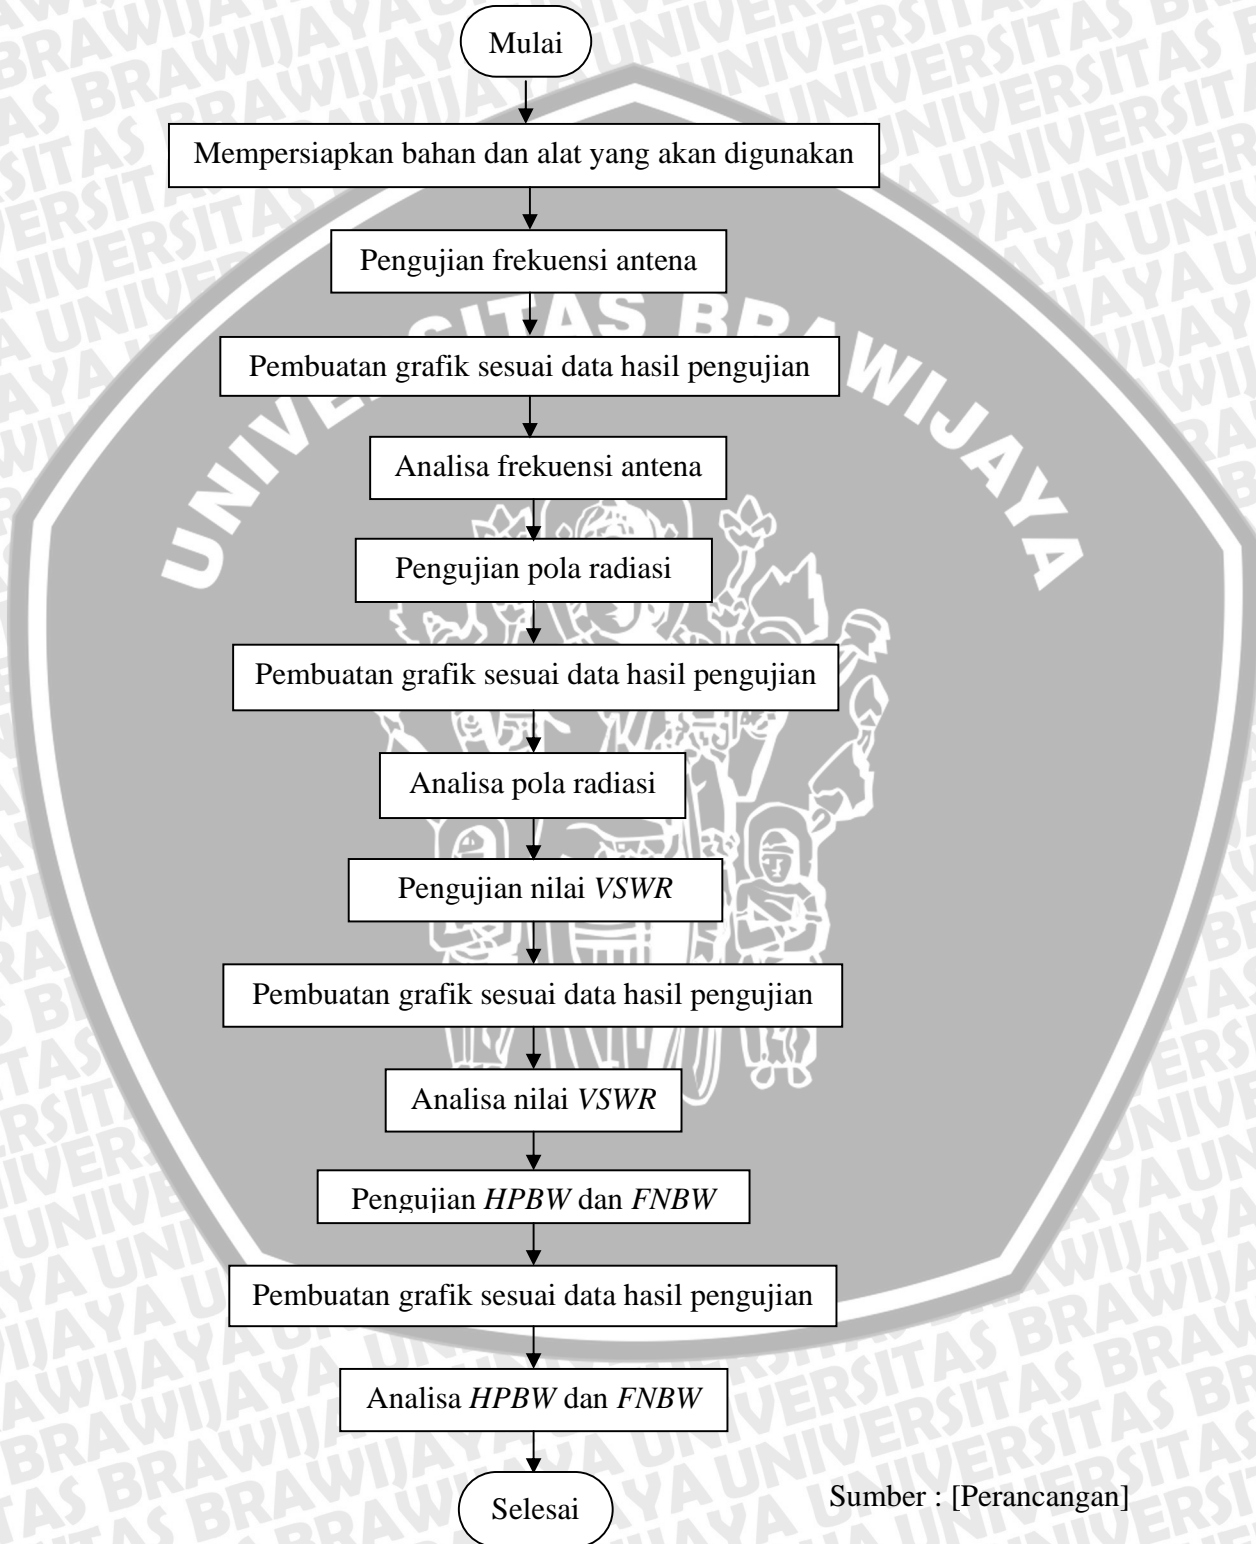 Mulai
Mempersiapkan bahan dan alat yang akan digunakan
Pengujian frekuensi antena
Pembuatan grafik sesuai data hasil pengujian
Analisa frekuensi antena
Pengujian pola radiasi
Pembuatan grafik sesuai data hasil pengujian
Analisa pola radiasi
Pengujian nilai VSWR
Pembuatan grafik sesuai data hasil pengujian
Analisa nilai VSWR
Pengujian HPBW dan FNBW
Pembuatan grafik sesuai data hasil pengujian
Analisa HPBW dan FNBW
Selesai
Sumber : [Perancangan]
UNIVERSITAS BRAWIJAYA